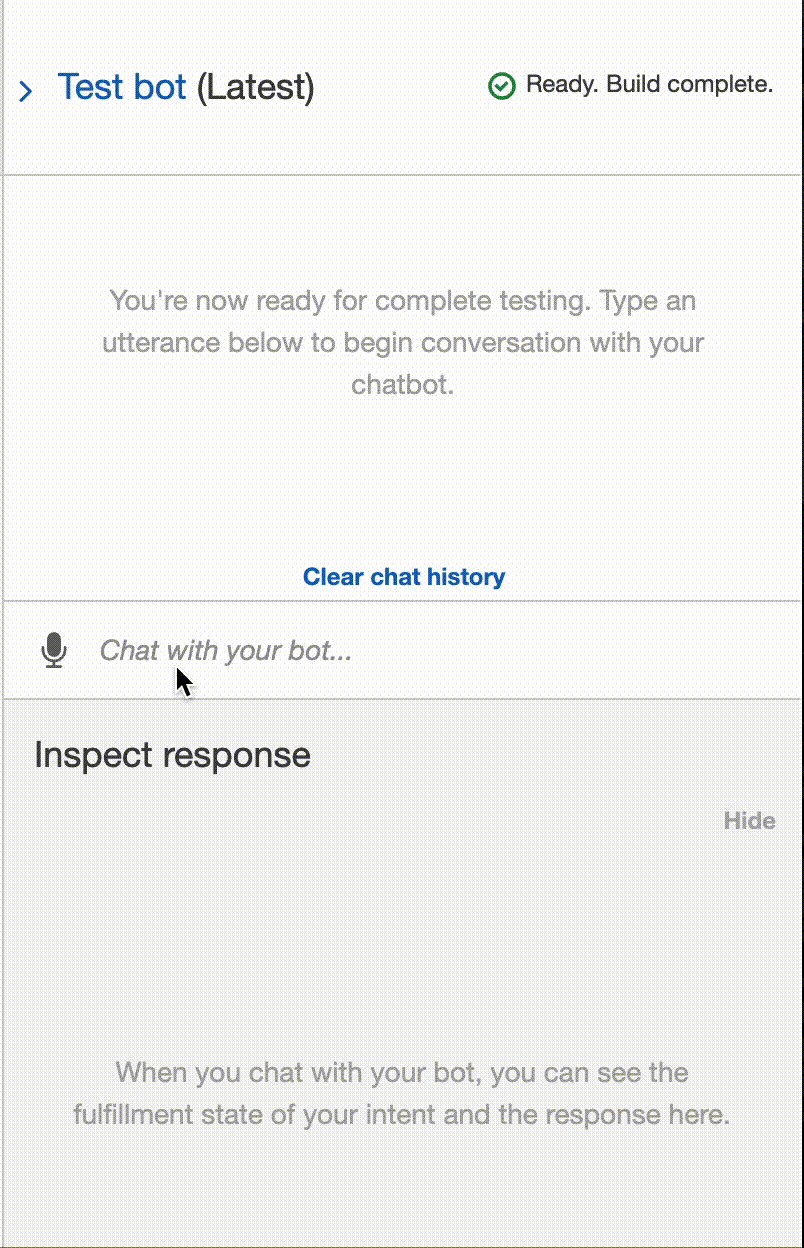 Test bot (Latest)
Ready. Build complete.
You're now ready for complete testing. Type an
utterance below to begin conversation with your
chatbot.
Clear chat history
Chat with your bot...
Inspect response
Hide
When you chat with your bot, you can see the
fulfillment state of your intent and the response here.